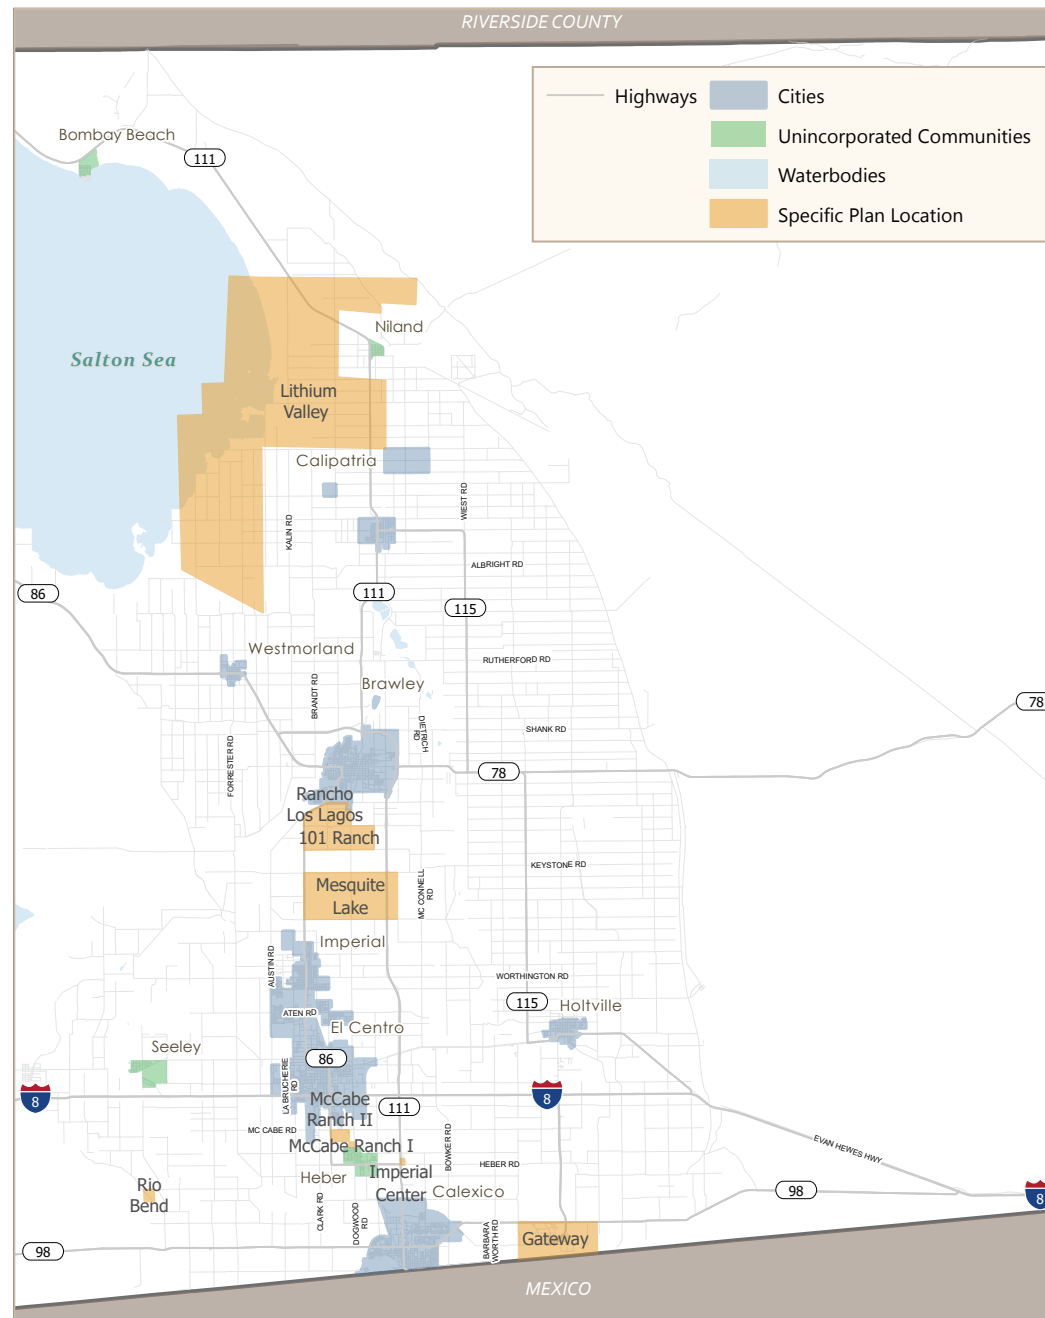 RIVERSIDE COUNTY
Highways
Cities
Unincorporated Communities
Waterbodies
Specific Plan Location
Bombay Beach
111
Niland
Salton Sea
Lithium
Valley
Calipatria
WIEST RD
KALIN RD
ALBRIGHT RD
86
111
115
Westmorland
RUTHERFORD RD
BRANDT RD
Brawley
78
DIETRICH
RD
SHANK RD
FORRESTER RD
78
Rancho
Los Lagos
101 Ranch
KEYSTONE RD
Mesquite
Lake
MC CONNELL
RD
Imperial
AUSTIN RD
WORTHINGTON RD
115
Holtville
ATEN RD
El Centro
Seeley
86
LA BRUCHERIE
RD
8
8
McCabe
Ranch II
111
MC CABE RD
McCabe Ranch I
BOWKER RD
EVAN HEWES HWY
HEBER RD
Heber
Imperial
Center
Calexico
Rio
Bend
98
8
CLARK RD
DOGWOOD
RD
BARBARA
WORTH RD
Gateway
98
MEXICO